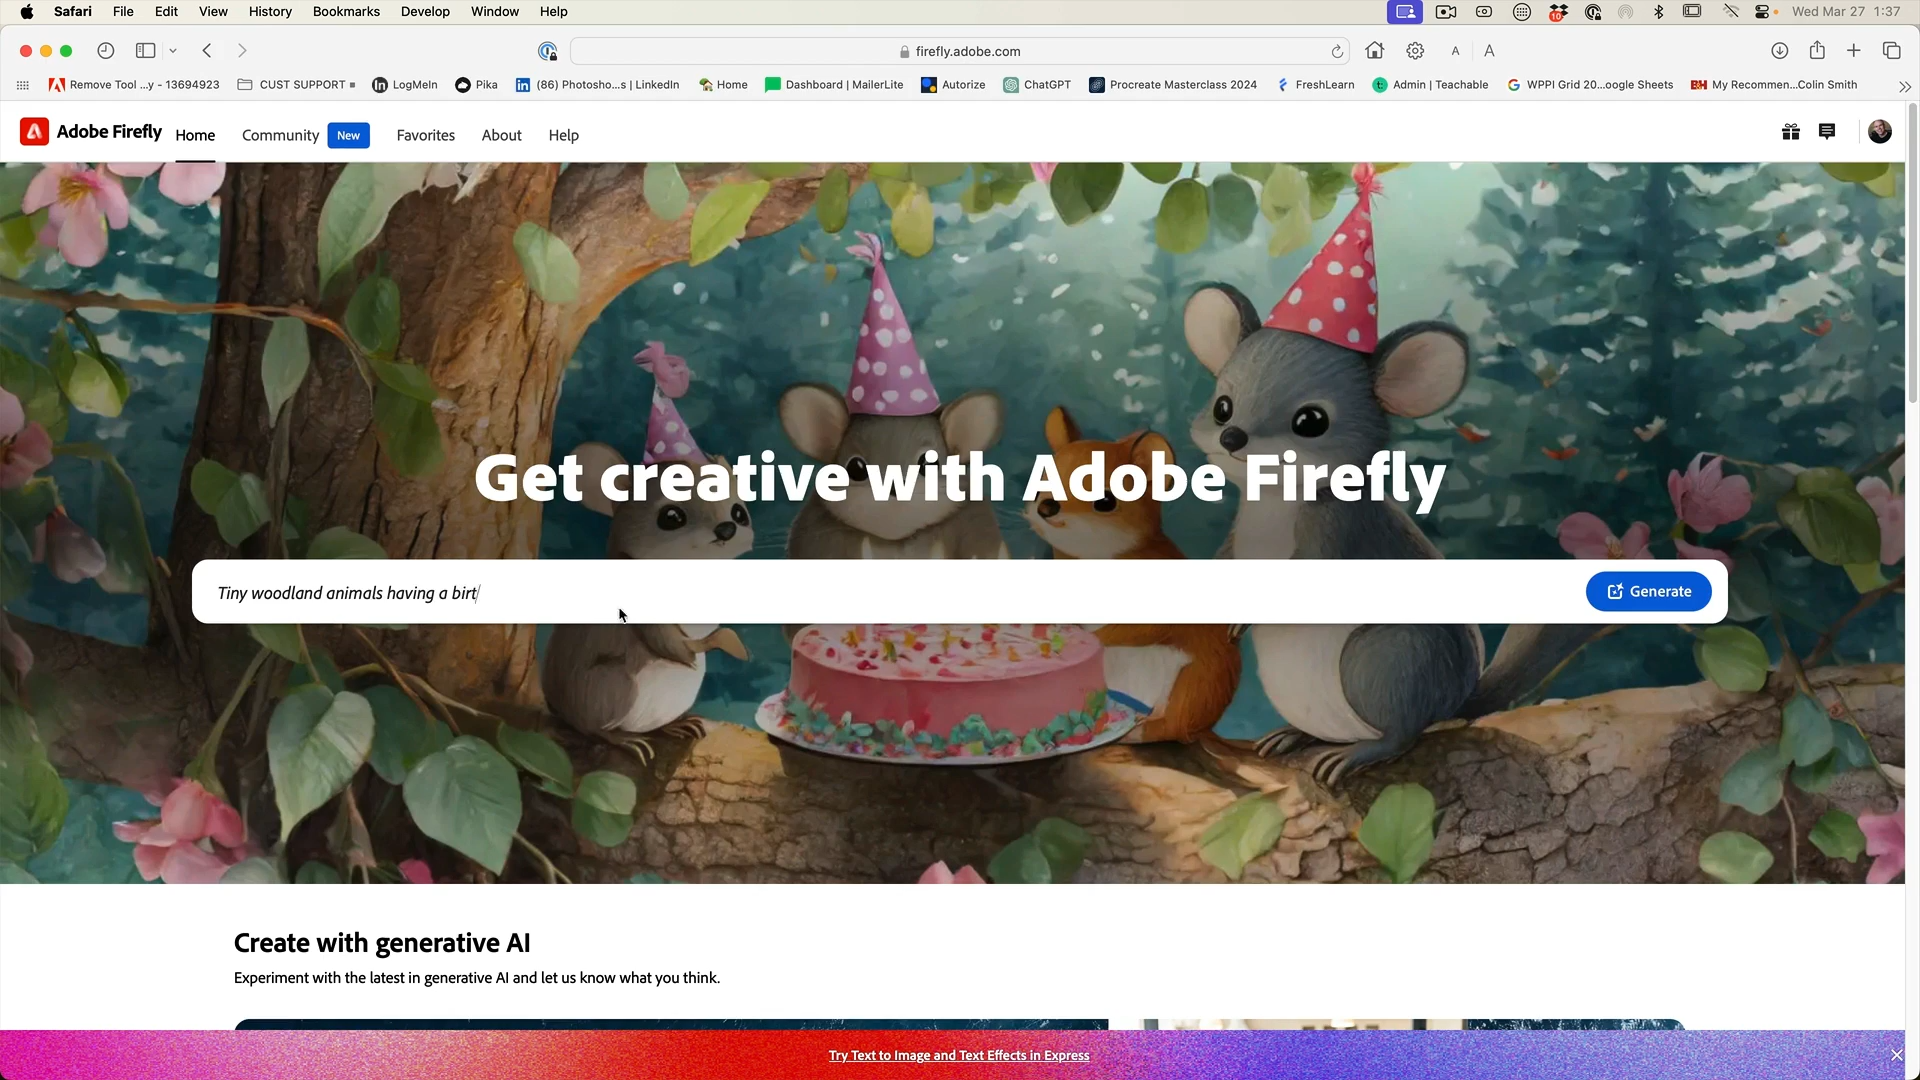 Safari File Edit View History Bookmarks Develop Window Help 10 Wed Mar 27 1:37
firefly.adobe.com A A
Remove Tool ...y - 13694923 CUST SUPPORT LogMeIn Pika (86) Photosho...s | LinkedIn Home Dashboard | MailerLite Autorize ChatGPT Procreate Masterclass 2024 FreshLearn Admin | Teachable WPPI Grid 20...oogle Sheets BH My Recommen...Colin Smith
Adobe Firefly Home Community New Favorites About Help
Get creative with Adobe Firefly
Tiny woodland animals having a birt
Generate
Create with generative AI
Experiment with the latest in generative AI and let us know what you think.
Try Text to Image and Text Effects in Express